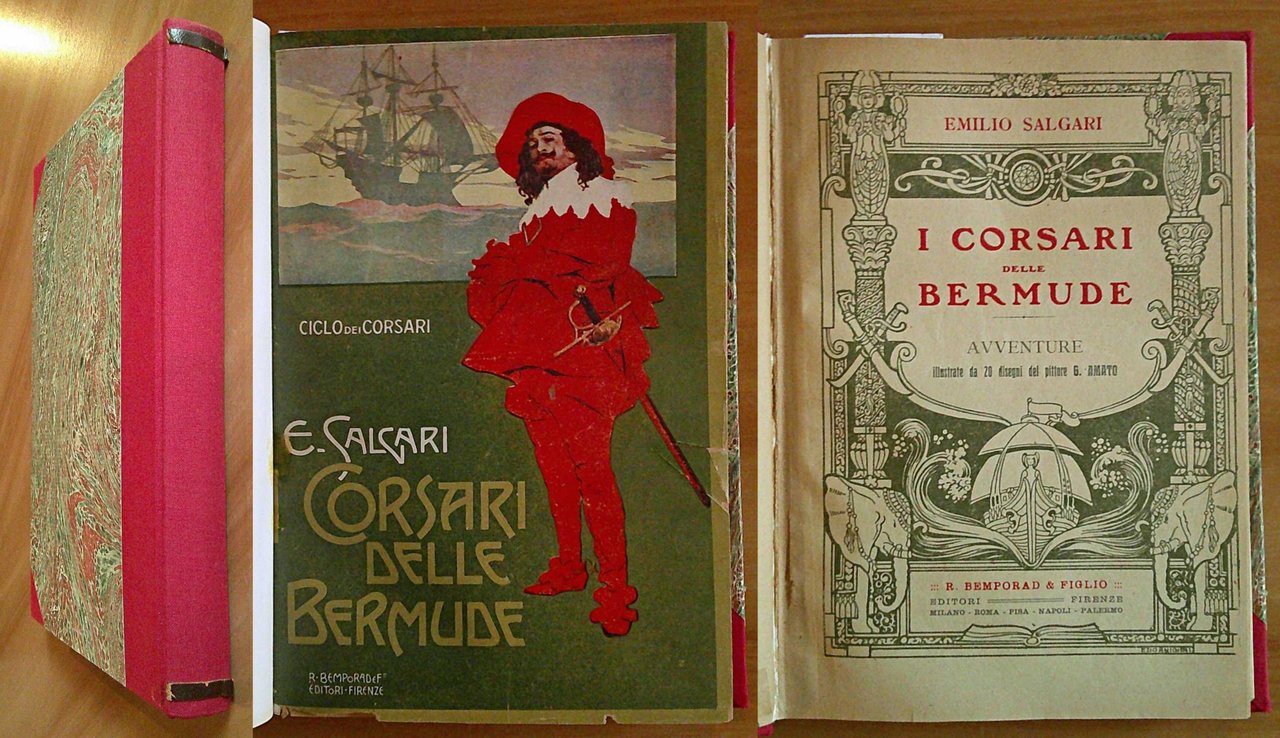 CICLO DEI CORSARI
E. SALGARI
I CORSARI
DELLE
BERMUDE
R. BEMPORAD e F.º
EDITORI · FIRENZE
EMILIO SALGARI
I CORSARI
DELLE
BERMUDE
AVVENTURE
illustrate da 20 disegni del pittore G. AMATO
::: R. BEMPORAD & FIGLIO :::
EDITORI FIRENZE
MILANO - ROMA - PISA - NAPOLI - PALERMO